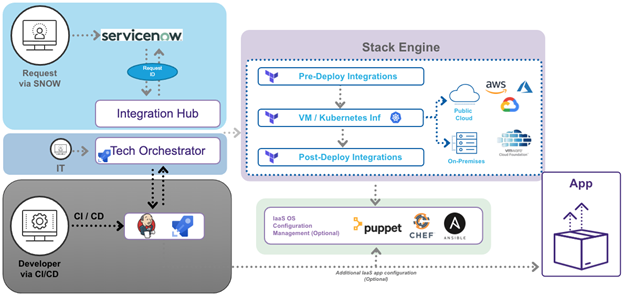 Request
via SNOW
servicenow
Request
ID
Integration Hub
IT
Tech Orchestrator
CI / CD
Developer
via CI/CD
Stack Engine
Pre-Deploy Integrations
VM / Kubernetes Inf
Post-Deploy Integrations
Public
Cloud
aws
On-Premises
vmware
Cloud Foundation
IaaS OS
Configuration
Management (Optional)
puppet
CHEF
ANSIBLE
Additional IaaS app configuration
(Optional)
App